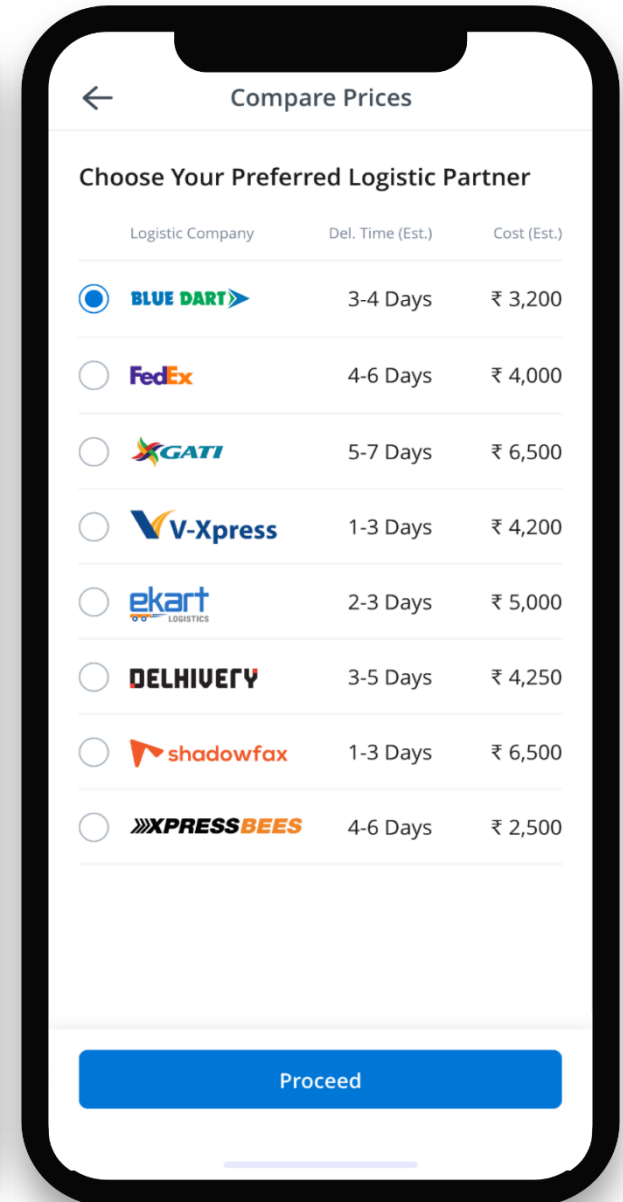 Compare Prices
Choose Your Preferred Logistic Partner
Logistic Company Del. Time (Est.) Cost (Est.)
BLUE DART 3-4 Days ₹ 3,200
FedEx 4-6 Days ₹ 4,000
GATI 5-7 Days ₹ 6,500
V-Xpress 1-3 Days ₹ 4,200
ekart LOGISTICS 2-3 Days ₹ 5,000
DELHIVERY 3-5 Days ₹ 4,250
shadowfax 1-3 Days ₹ 6,500
XPRESSBEES 4-6 Days ₹ 2,500
Proceed